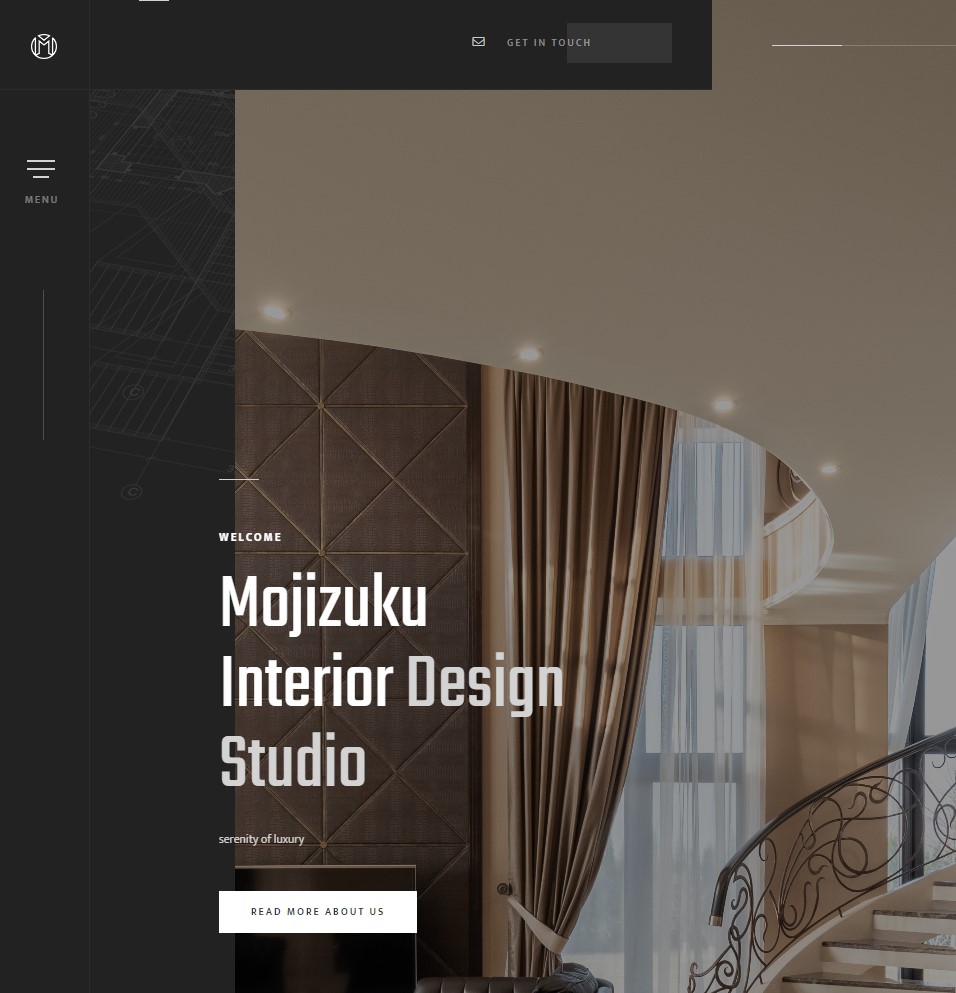 GET IN TOUCH
MENU
WELCOME
Mojizuku
Interior Design
Studio
serenity of luxury
READ MORE ABOUT US